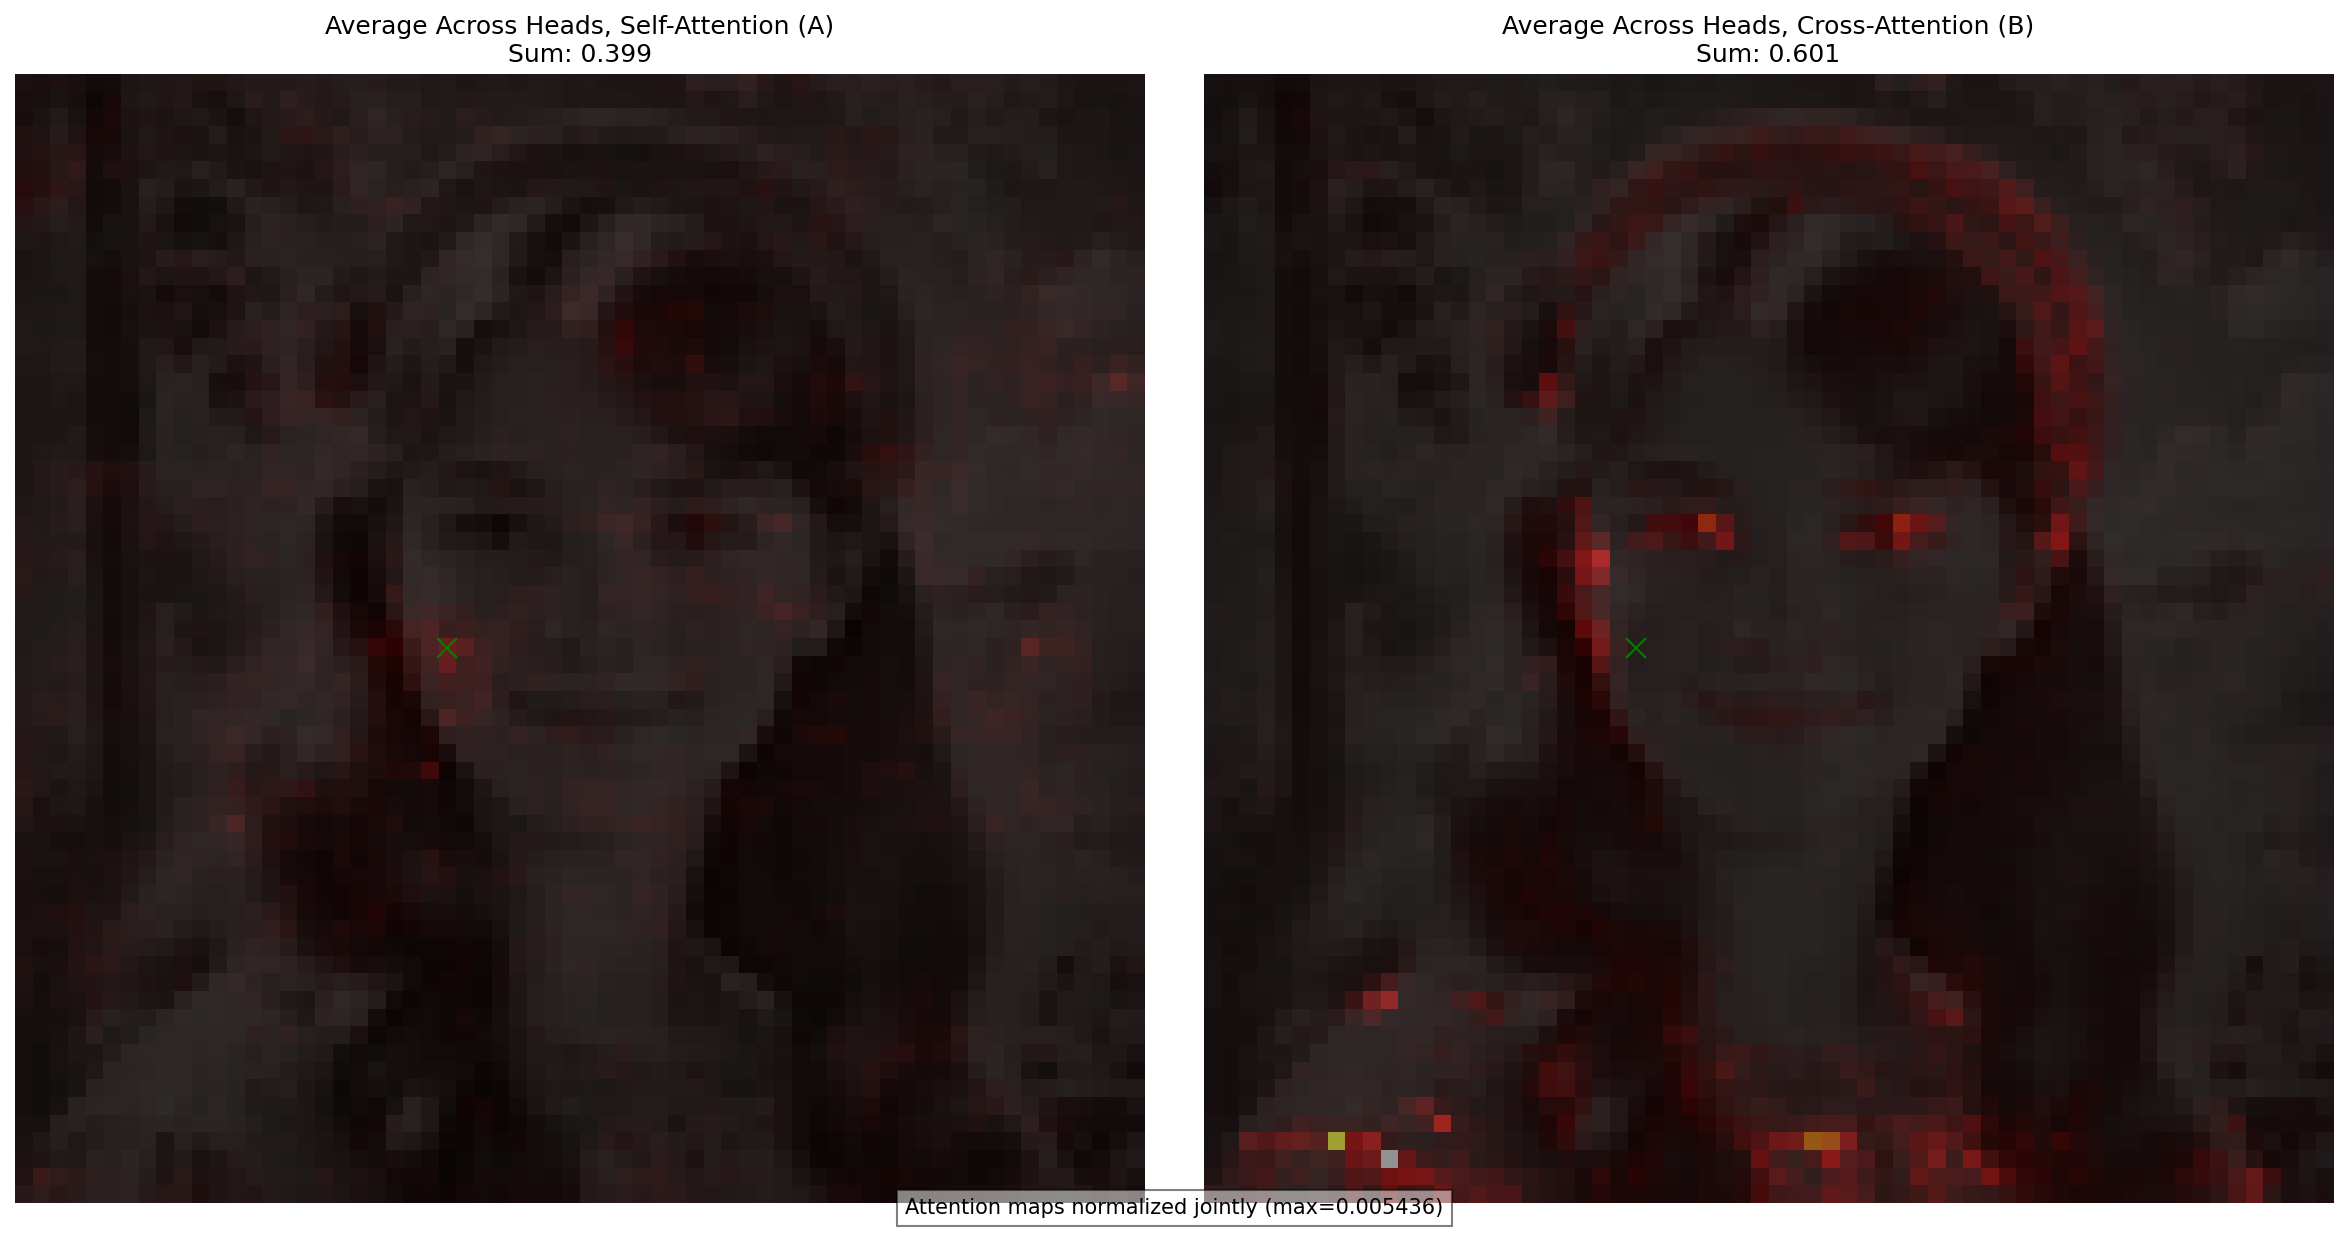 Average Across Heads, Self-Attention (A)
Sum: 0.399
Average Across Heads, Cross-Attention (B)
Sum: 0.601
Attention maps normalized jointly (max=0.005436)